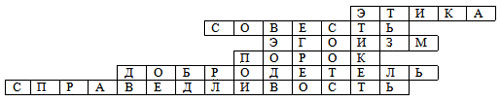 ЭТИКА
СОВЕСТЬ
ЭГОИЗМ
ПОРОК
ДОБРОДЕТЕЛЬ
СПРАВЕДЛИВОСТЬ